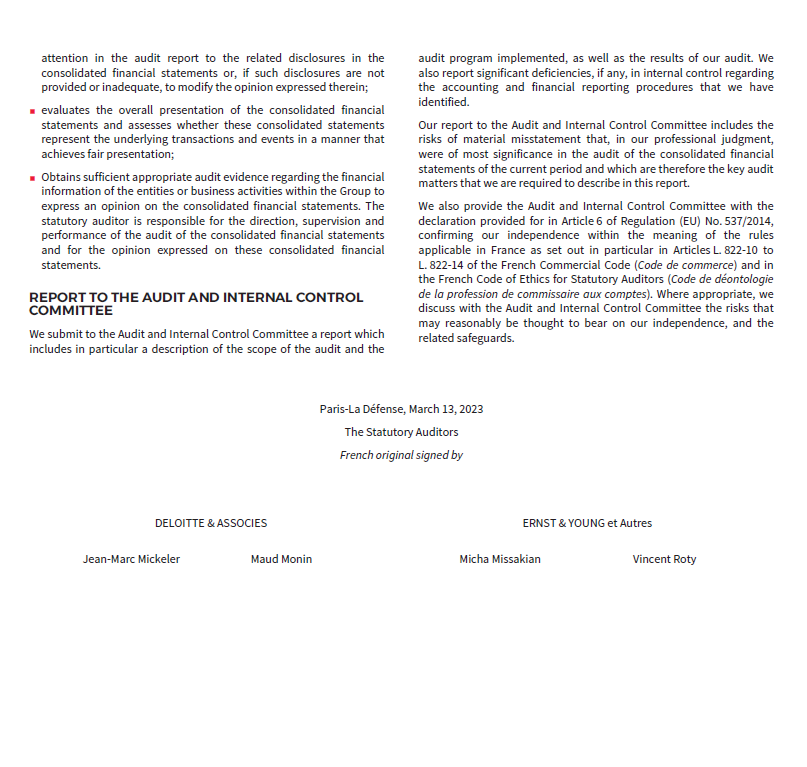 attention in the audit report to the related disclosures in the
consolidated financial statements or, if such disclosures are not
provided or inadequate, to modify the opinion expressed therein;
evaluates the overall presentation of the consolidated financial
statements and assesses whether these consolidated statements
represent the underlying transactions and events in a manner that
achieves fair presentation;
Obtains sufficient appropriate audit evidence regarding the financial
information of the entities or business activities within the Group to
express an opinion on the consolidated financial statements. The
statutory auditor is responsible for the direction, supervision and
performance of the audit of the consolidated financial statements
and for the opinion expressed on these consolidated financial
statements.
REPORT TO THE AUDIT AND INTERNAL CONTROL
COMMITTEE
We submit to the Audit and Internal Control Committee a report which
includes in particular a description of the scope of the audit and the
audit program implemented, as well as the results of our audit. We
also report significant deficiencies, if any, in internal control regarding
the accounting and financial reporting procedures that we have
identified.
Our report to the Audit and Internal Control Committee includes the
risks of material misstatement that, in our professional judgment,
were of most significance in the audit of the consolidated financial
statements of the current period and which are therefore the key audit
matters that we are required to describe in this report.
We also provide the Audit and Internal Control Committee with the
declaration provided for in Article 6 of Regulation (EU) No. 537/2014,
confirming our independence within the meaning of the rules
applicable in France as set out in particular in Articles L. 822-10 to
L. 822-14 of the French Commercial Code (Code de commerce) and in
the French Code of Ethics for Statutory Auditors (Code de déontologie
de la profession de commissaire aux comptes). Where appropriate, we
discuss with the Audit and Internal Control Committee the risks that
may reasonably be thought to bear on our independence, and the
related safeguards.
Paris-La Défense, March 13, 2023
The Statutory Auditors
French original signed by
DELOITTE & ASSOCIES
ERNST & YOUNG et Autres
Jean-Marc Mickeler
Maud Monin
Micha Missakian
Vincent Roty